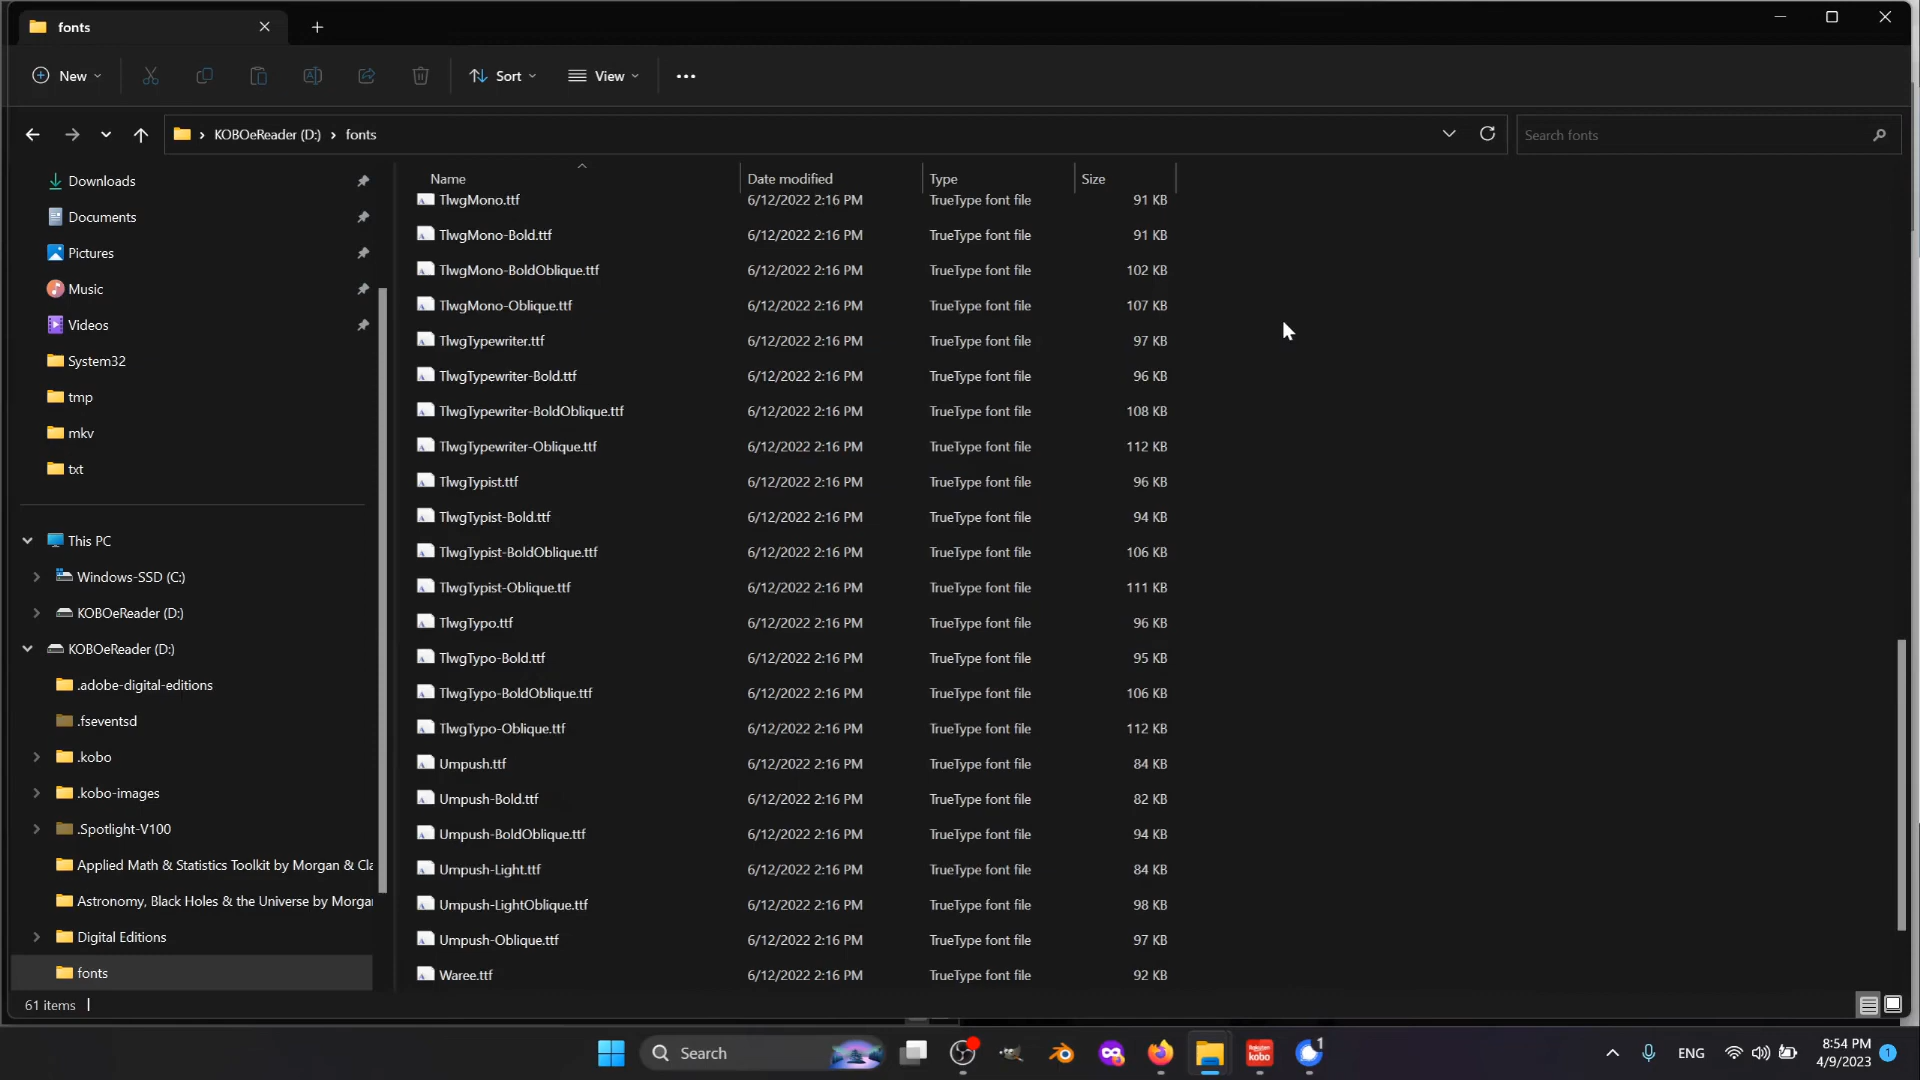 fonts
New
Sort
View
KOBOeReader (D:)
fonts
Search fonts
Name
Date modified
Type
Size
Downloads
Documents
Pictures
Music
Videos
System32
tmp
mkv
txt
This PC
Windows-SSD (C:)
KOBOeReader (D:)
KOBOeReader (D:)
.adobe-digital-editions
.fseventsd
.kobo
.kobo-images
.Spotlight-V100
Applied Math & Statistics Toolkit by Morgan & Cla
Astronomy, Black Holes & the Universe by Morgan
Digital Editions
fonts
TlwgMono.ttf 6/12/2022 2:16 PM TrueType font file 91 KB
TlwgMono-Bold.ttf 6/12/2022 2:16 PM TrueType font file 91 KB
TlwgMono-BoldOblique.ttf 6/12/2022 2:16 PM TrueType font file 102 KB
TlwgMono-Oblique.ttf 6/12/2022 2:16 PM TrueType font file 107 KB
TlwgTypewriter.ttf 6/12/2022 2:16 PM TrueType font file 97 KB
TlwgTypewriter-Bold.ttf 6/12/2022 2:16 PM TrueType font file 96 KB
TlwgTypewriter-BoldOblique.ttf 6/12/2022 2:16 PM TrueType font file 108 KB
TlwgTypewriter-Oblique.ttf 6/12/2022 2:16 PM TrueType font file 112 KB
TlwgTypist.ttf 6/12/2022 2:16 PM TrueType font file 96 KB
TlwgTypist-Bold.ttf 6/12/2022 2:16 PM TrueType font file 94 KB
TlwgTypist-BoldOblique.ttf 6/12/2022 2:16 PM TrueType font file 106 KB
TlwgTypist-Oblique.ttf 6/12/2022 2:16 PM TrueType font file 111 KB
TlwgTypo.ttf 6/12/2022 2:16 PM TrueType font file 96 KB
TlwgTypo-Bold.ttf 6/12/2022 2:16 PM TrueType font file 95 KB
TlwgTypo-BoldOblique.ttf 6/12/2022 2:16 PM TrueType font file 106 KB
TlwgTypo-Oblique.ttf 6/12/2022 2:16 PM TrueType font file 112 KB
Umpush.ttf 6/12/2022 2:16 PM TrueType font file 84 KB
Umpush-Bold.ttf 6/12/2022 2:16 PM TrueType font file 82 KB
Umpush-BoldOblique.ttf 6/12/2022 2:16 PM TrueType font file 94 KB
Umpush-Light.ttf 6/12/2022 2:16 PM TrueType font file 84 KB
Umpush-LightOblique.ttf 6/12/2022 2:16 PM TrueType font file 98 KB
Umpush-Oblique.ttf 6/12/2022 2:16 PM TrueType font file 97 KB
Waree.ttf 6/12/2022 2:16 PM TrueType font file 92 KB
61 items
Search
kobo
1
ENG
8:54 PM
4/9/2023
1